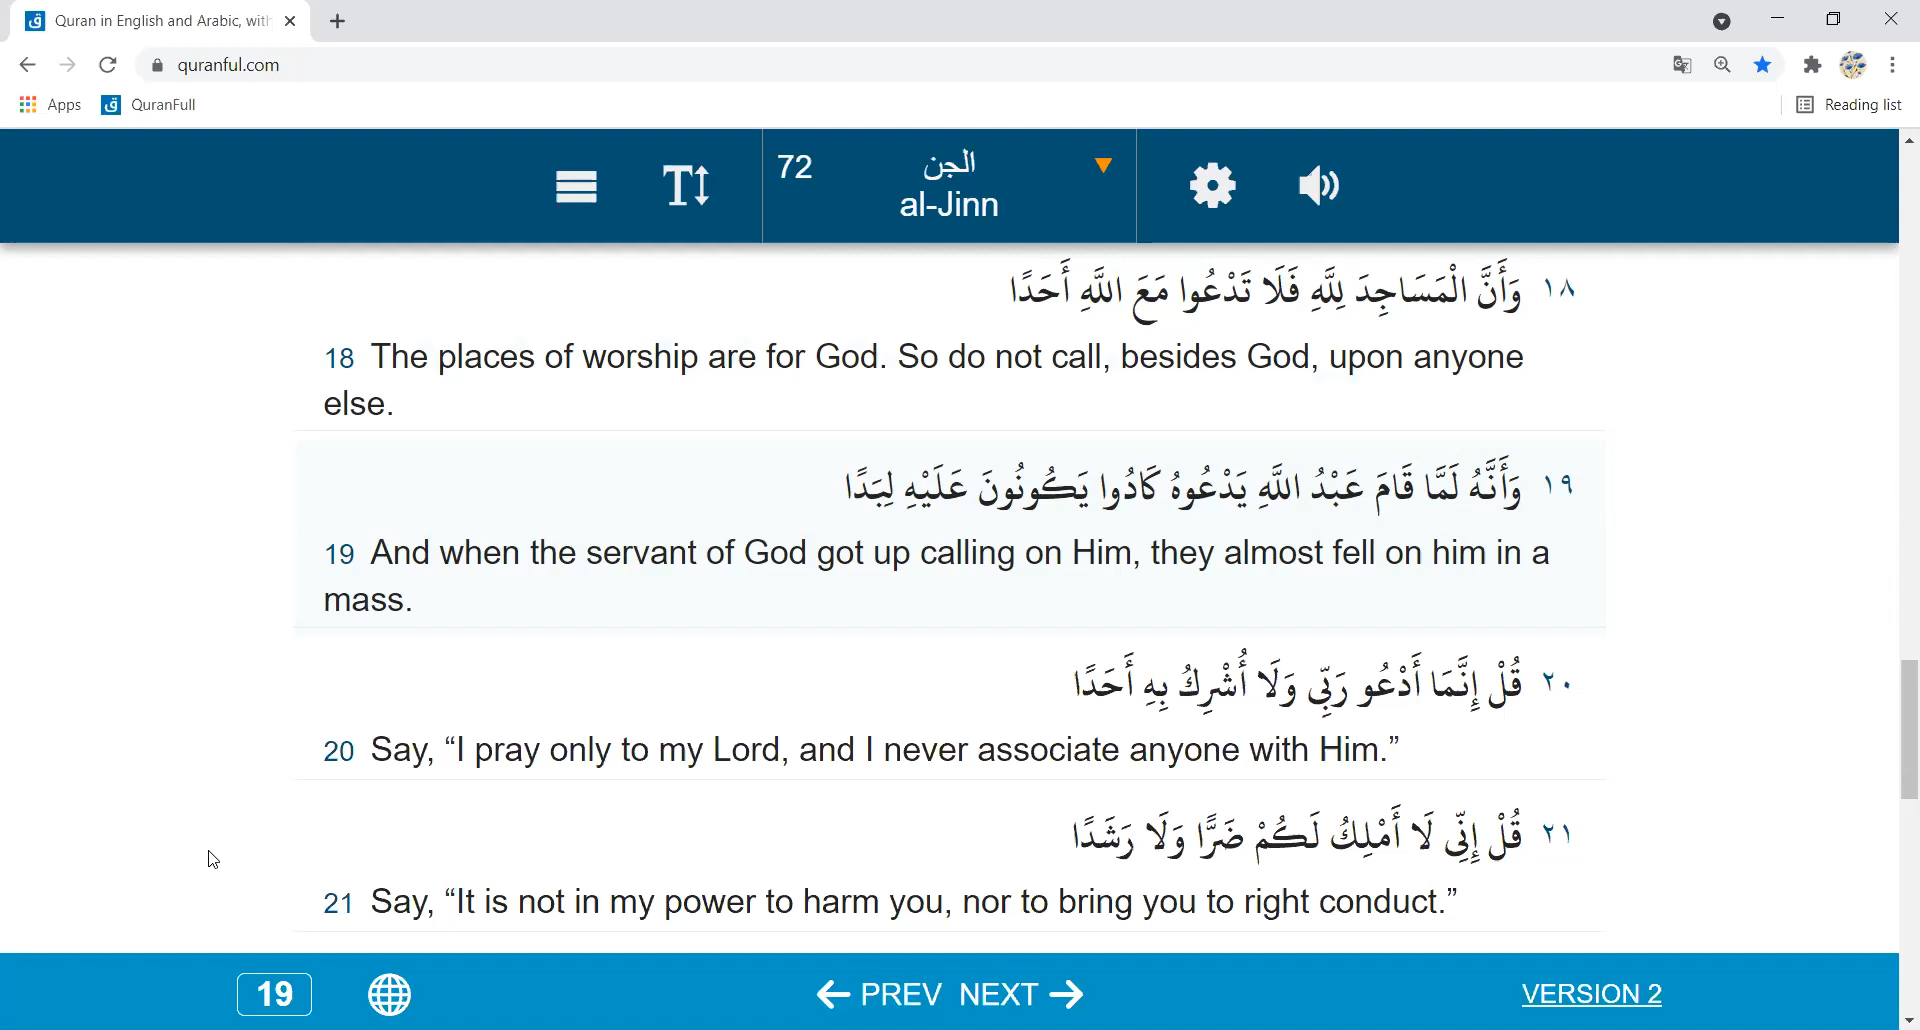 Quran in English and Arabic, with
quranful.com
Apps QuranFull Reading list
72 الجن
al-Jinn
١٨ وَأَنَّ الْمَسَاجِدَ لِلَّهِ فَلَا تَدْعُوا مَعَ اللَّهِ أَحَدًا
18 The places of worship are for God. So do not call, besides God, upon anyone
else.
١٩ وَأَنَّهُ لَمَّا قَامَ عَبْدُ اللَّهِ يَدْعُوهُ كَادُوا يَكُونُونَ عَلَيْهِ لِبَدًا
19 And when the servant of God got up calling on Him, they almost fell on him in a
mass.
٢٠ قُلْ إِنَّمَا أَدْعُو رَبِّي وَلَا أُشْرِكُ بِهِ أَحَدًا
20 Say, “I pray only to my Lord, and I never associate anyone with Him.”
٢١ قُلْ إِنِّي لَا أَمْلِكُ لَكُمْ ضَرًّا وَلَا رَشَدًا
21 Say, “It is not in my power to harm you, nor to bring you to right conduct.”
19 PREV NEXT VERSION 2